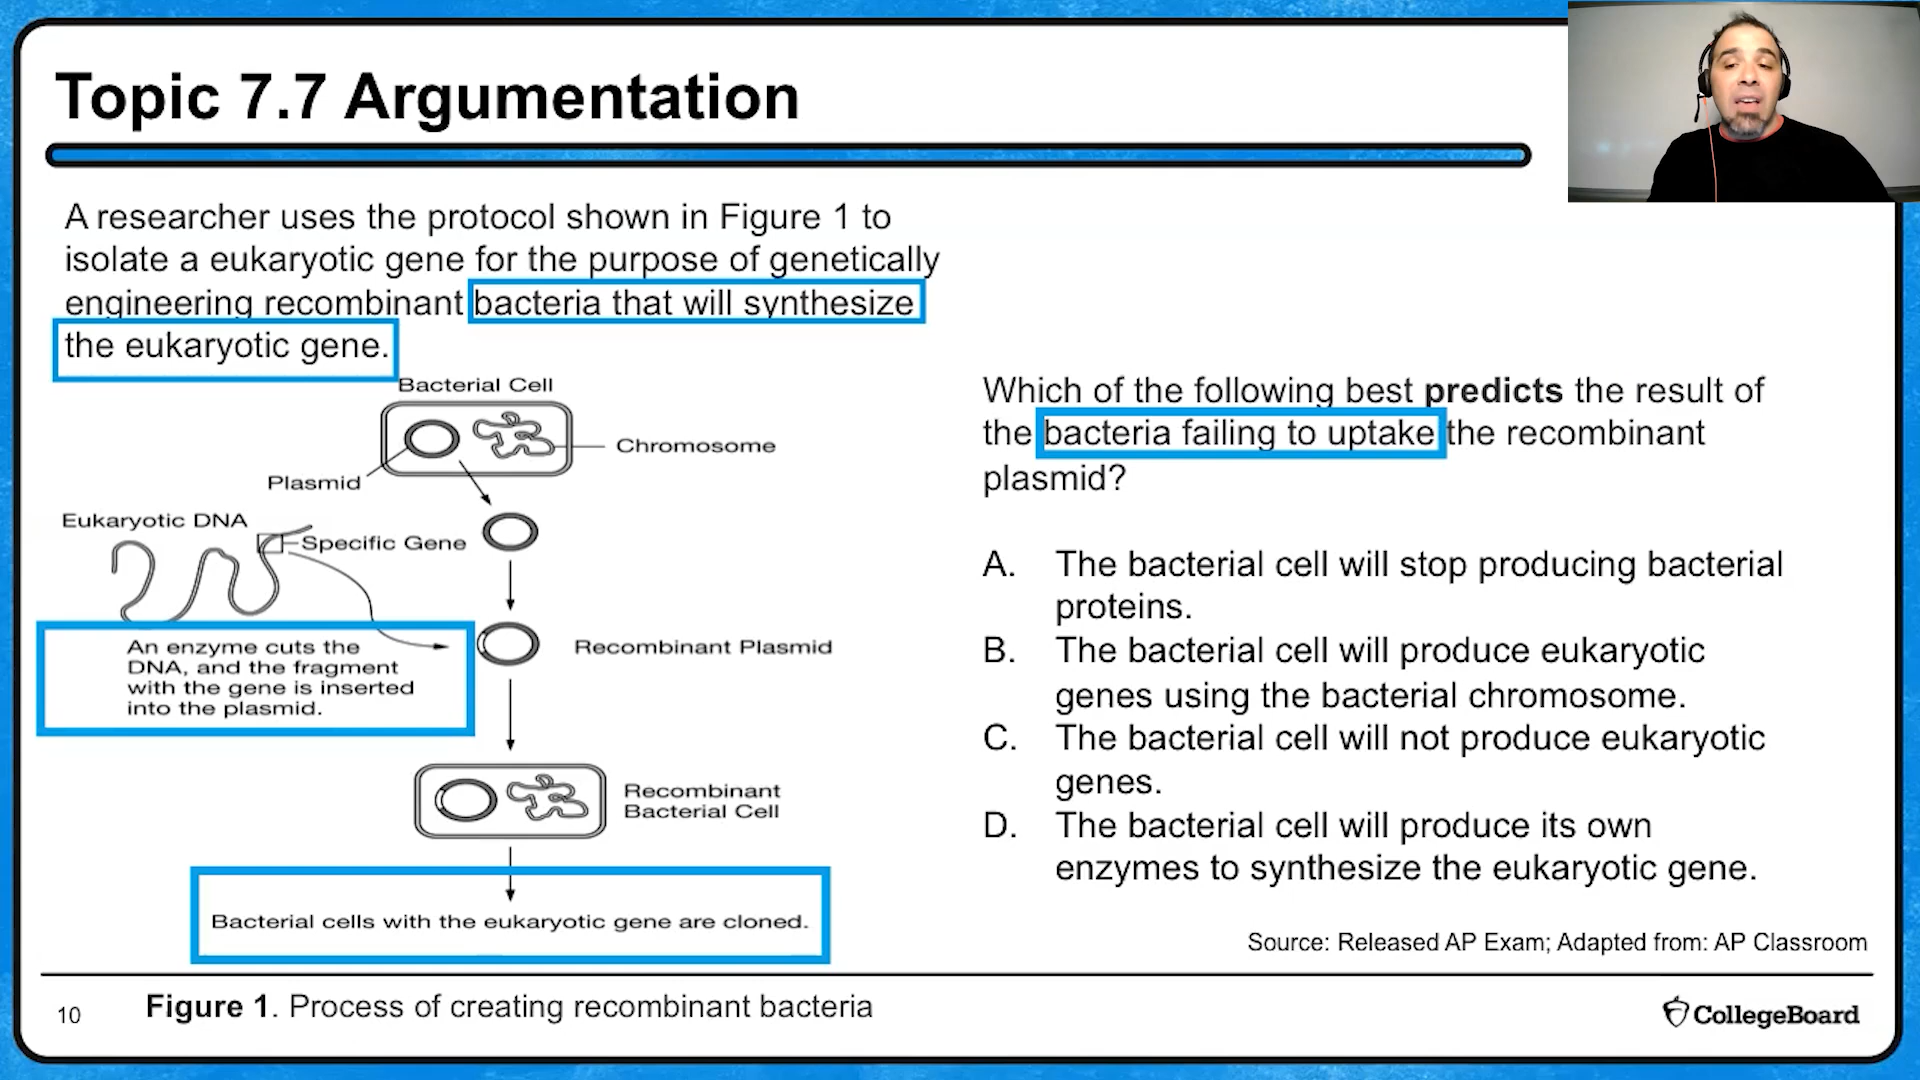 Topic 7.7 Argumentation
A researcher uses the protocol shown in Figure 1 to
isolate a eukaryotic gene for the purpose of genetically
engineering recombinant bacteria that will synthesize
the eukaryotic gene.
Bacterial Cell
Chromosome
Plasmid
Eukaryotic DNA
Specific Gene
An enzyme cuts the
DNA, and the fragment
with the gene is inserted
into the plasmid.
Recombinant Plasmid
Recombinant
Bacterial Cell
Bacterial cells with the eukaryotic gene are cloned.
Which of the following best predicts the result of
the bacteria failing to uptake the recombinant
plasmid?
A. The bacterial cell will stop producing bacterial
proteins.
B. The bacterial cell will produce eukaryotic
genes using the bacterial chromosome.
C. The bacterial cell will not produce eukaryotic
genes.
D. The bacterial cell will produce its own
enzymes to synthesize the eukaryotic gene.
Source: Released AP Exam; Adapted from: AP Classroom
10
Figure 1. Process of creating recombinant bacteria
CollegeBoard